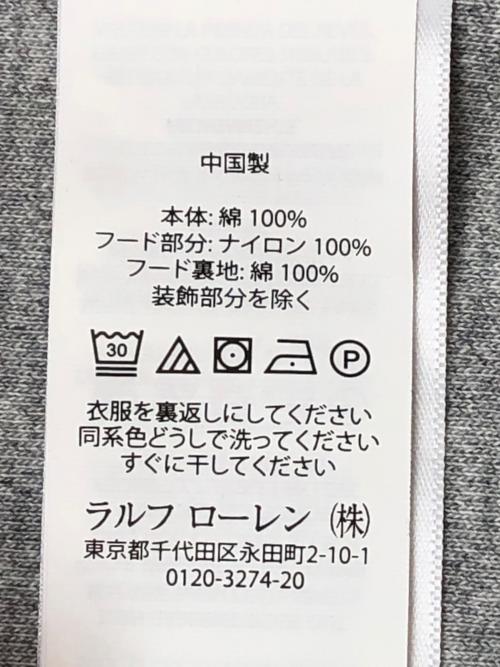 中国製
本体: 綿 100%
フード部分: ナイロン 100%
フード裏地: 綿 100%
装飾部分を除く
30 P
衣服を裏返しにしてください
同系色どうしで洗ってください
すぐに干してください
ラルフ ローレン (株)
東京都千代田区永田町2-10-1
0120-3274-20